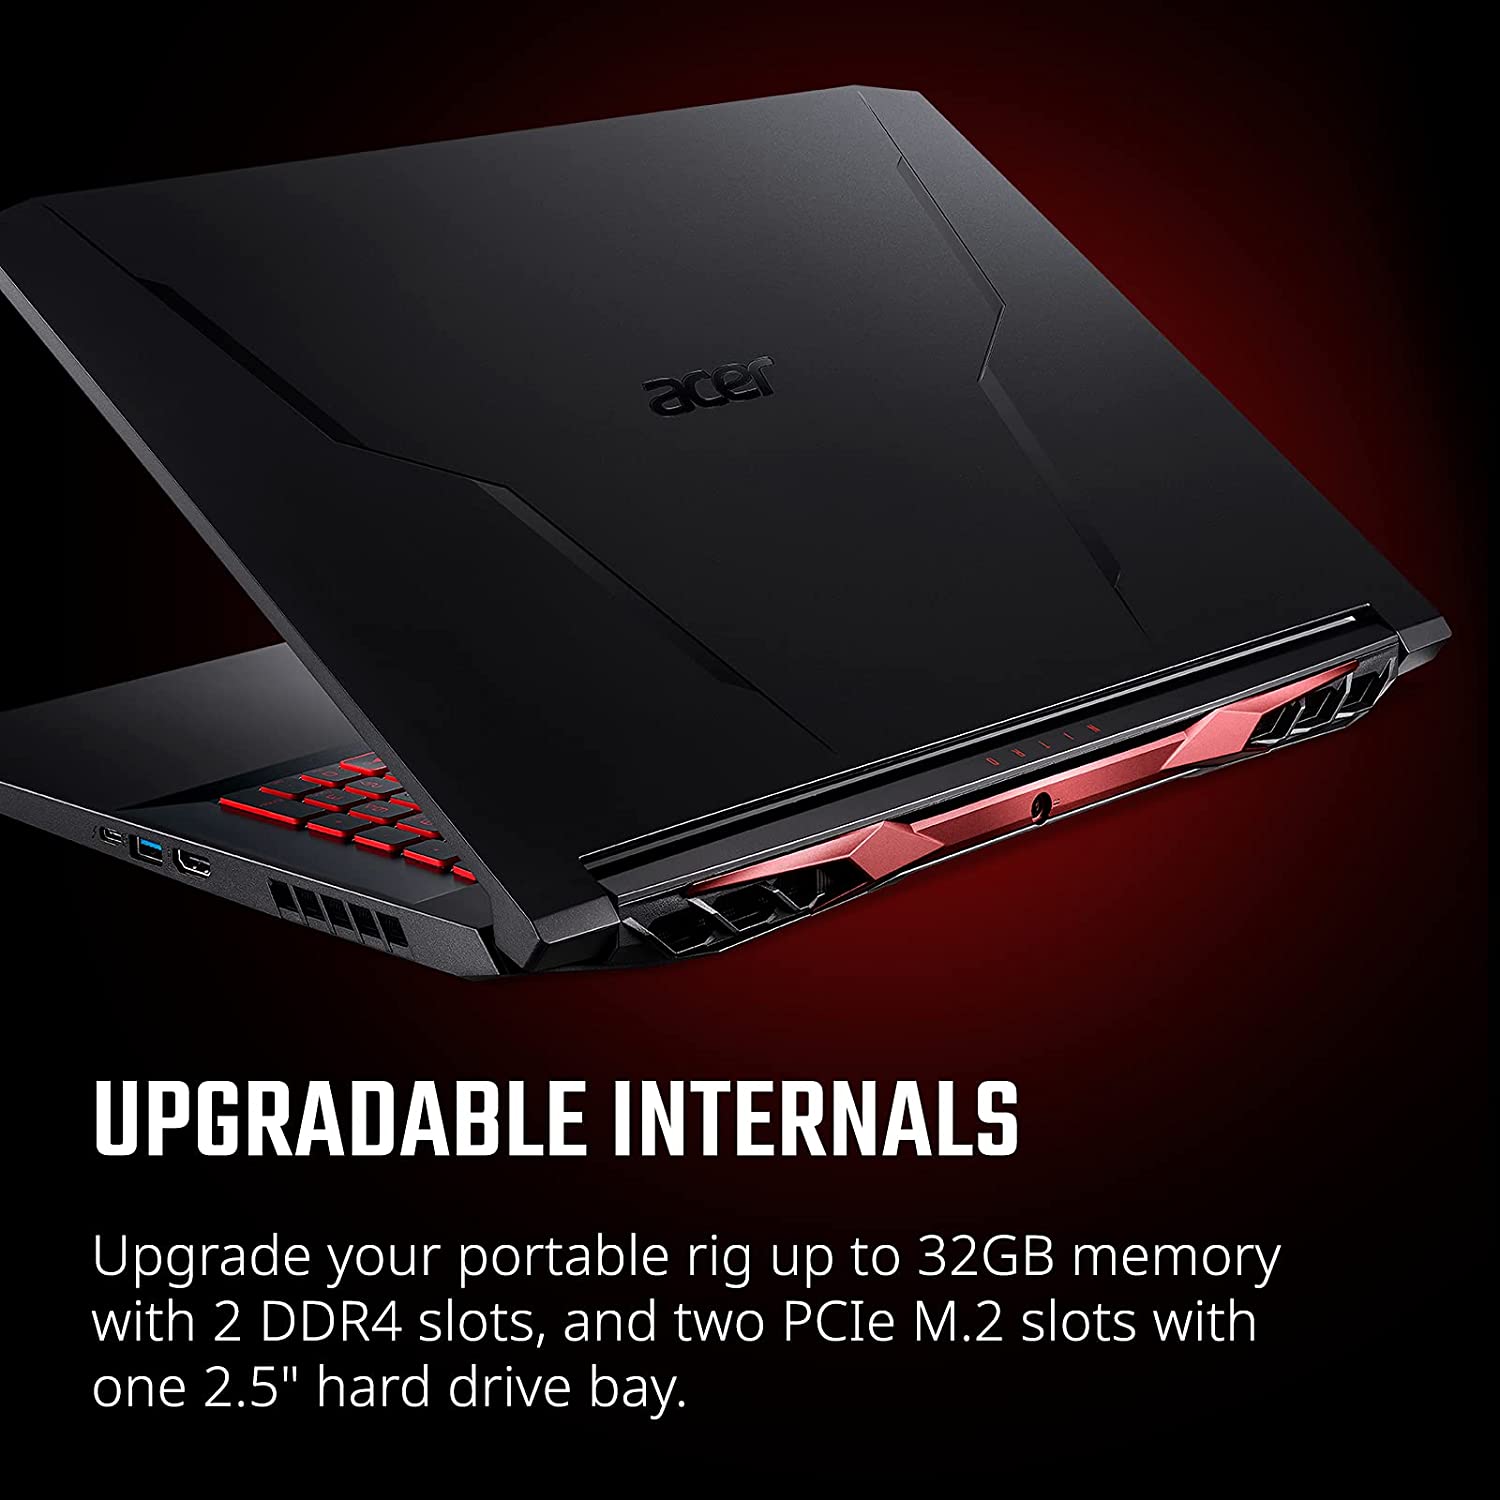 acer
NITRO
UPGRADABLE INTERNALS
Upgrade your portable rig up to 32GB memory
with 2 DDR4 slots, and two PCIe M.2 slots with
one 2.5" hard drive bay.